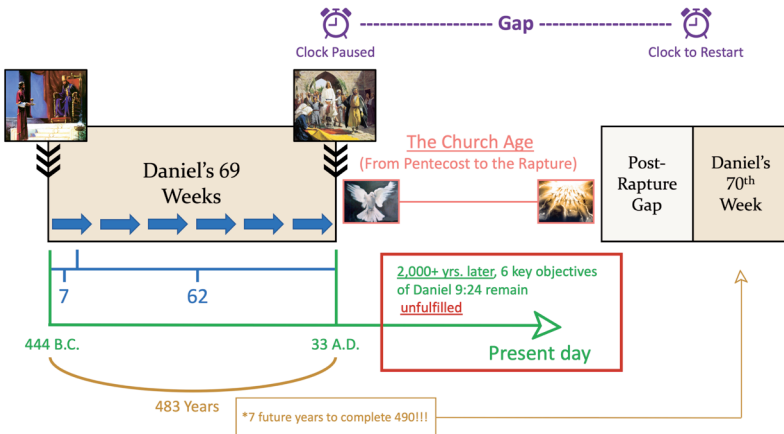 Gap
Clock Paused
Clock to Restart
Daniel's 69
Weeks
The Church Age
(From Pentecost to the Rapture)
Post-
Rapture
Gap
Daniel's
70th
Week
7
62
2,000+ yrs. later, 6 key objectives
of Daniel 9:24 remain
unfulfilled
444 B.C.
33 A.D.
Present day
483 Years
*7 future years to complete 490!!!